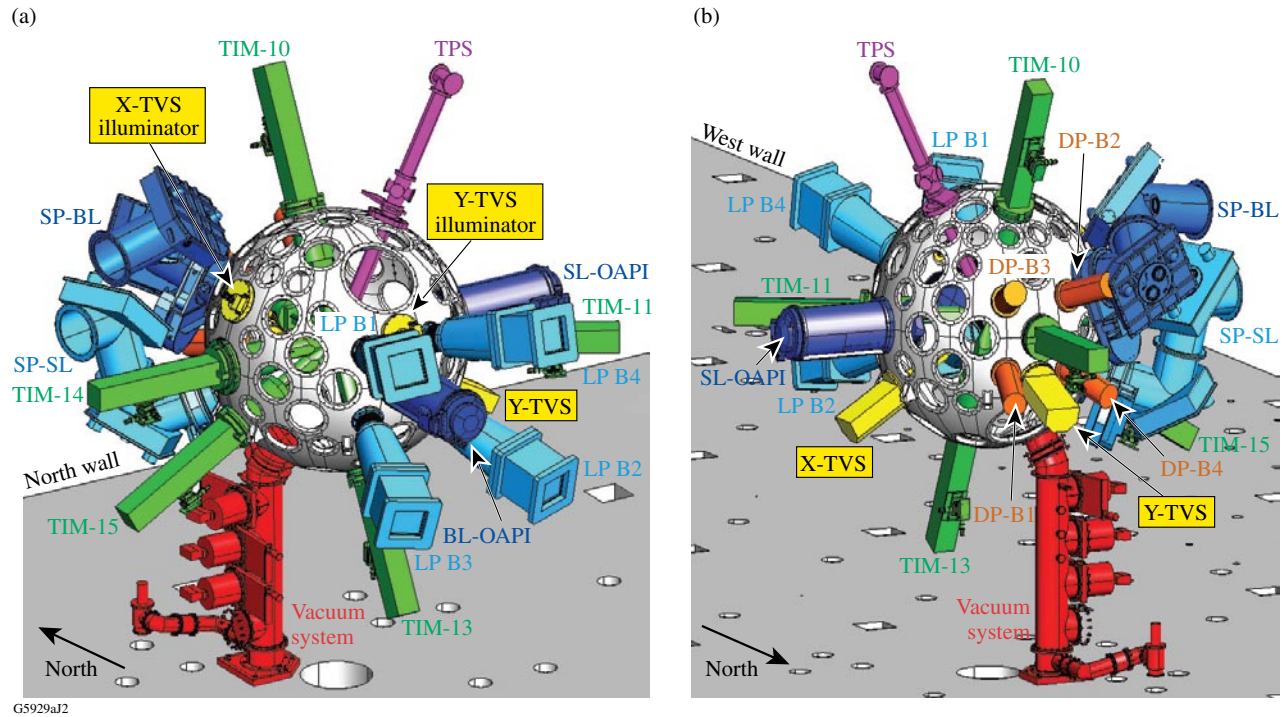 (a)
TIM-10
TPS
X-TVS
illuminator
Y-TVS
illuminator
SP-BL
SL-OAPI
LP B1
TIM-11
SP-SL
LP B4
TIM-14
Y-TVS
North wall
LP B2
TIM-15
BL-OAPI
LP B3
Vacuum
system
TIM-13
North
G5929aJ2
(b)
TPS
TIM-10
West wall
LP B1
DP-B2
LP B4
SP-BL
DP-B3
TIM-11
SP-SL
SL-OAPI
LP B2
TIM-15
X-TVS
DP-B4
DP-B1
Y-TVS
TIM-13
Vacuum
system
North